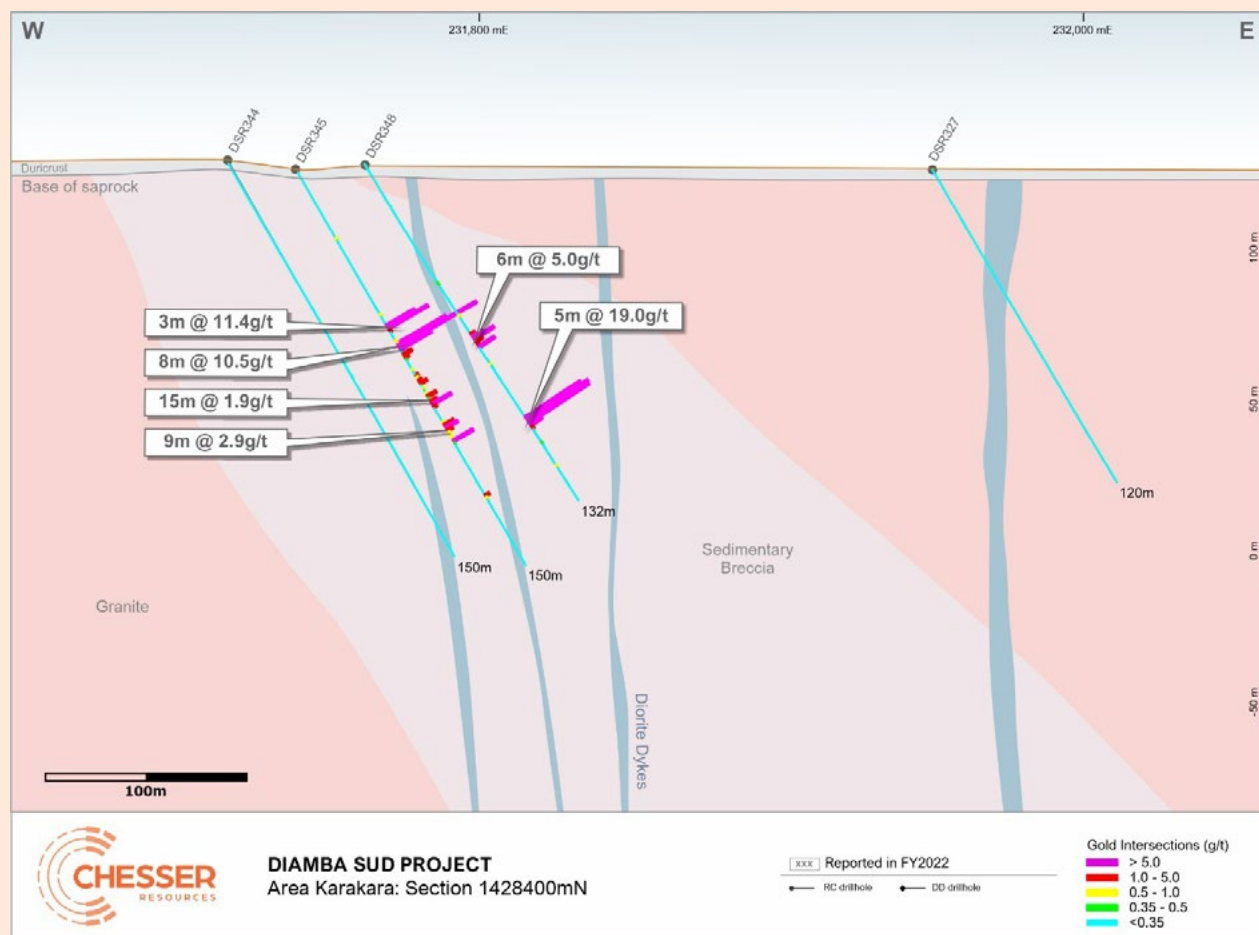 W
231,800 mE
232,000 mE
E
DSR344
DSR345
DSR348
DSR327
Duricrust
Base of saprock
100 m
6m @ 5.0g/t
5m @ 19.0g/t
3m @ 11.4g/t
8m @ 10.5g/t
15m @ 1.9g/t
9m @ 2.9g/t
50 m
132m
120m
150m
150m
0 m
Sedimentary
Breccia
Granite
Diorite Dykes
-50 m
100m
CHESSER
RESOURCES
DIAMBA SUD PROJECT
Area Karakara: Section 1428400mN
xxx Reported in FY2022
RC drillhole DD drillhole
Gold Intersections (g/t)
> 5.0
1.0 - 5.0
0.5 - 1.0
0.35 - 0.5
<0.35